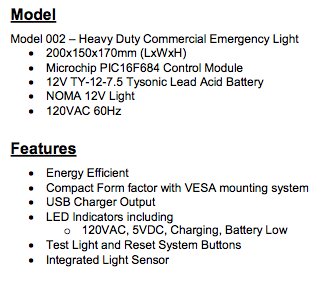 Model
Model 002 – Heavy Duty Commercial Emergency Light
• 200x150x170mm (LxWxH)
• Microchip PIC16F684 Control Module
• 12V TY-12-7.5 Tysonic Lead Acid Battery
• NOMA 12V Light
• 120VAC 60Hz
Features
• Energy Efficient
• Compact Form factor with VESA mounting system
• USB Charger Output
• LED Indicators including
o 120VAC, 5VDC, Charging, Battery Low
• Test Light and Reset System Buttons
• Integrated Light Sensor